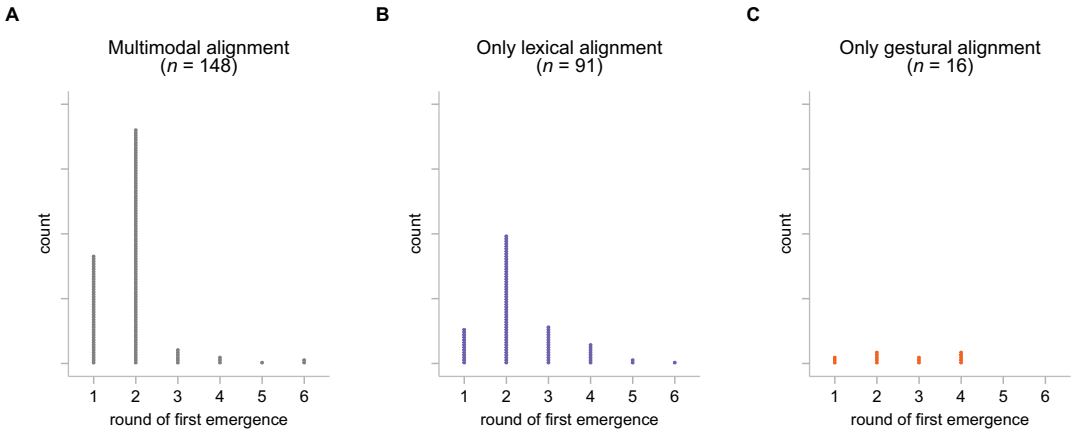 A
Multimodal alignment
(n = 148)
count
1 2 3 4 5 6
round of first emergence
B
Only lexical alignment
(n = 91)
count
1 2 3 4 5 6
round of first emergence
C
Only gestural alignment
(n = 16)
count
1 2 3 4 5 6
round of first emergence